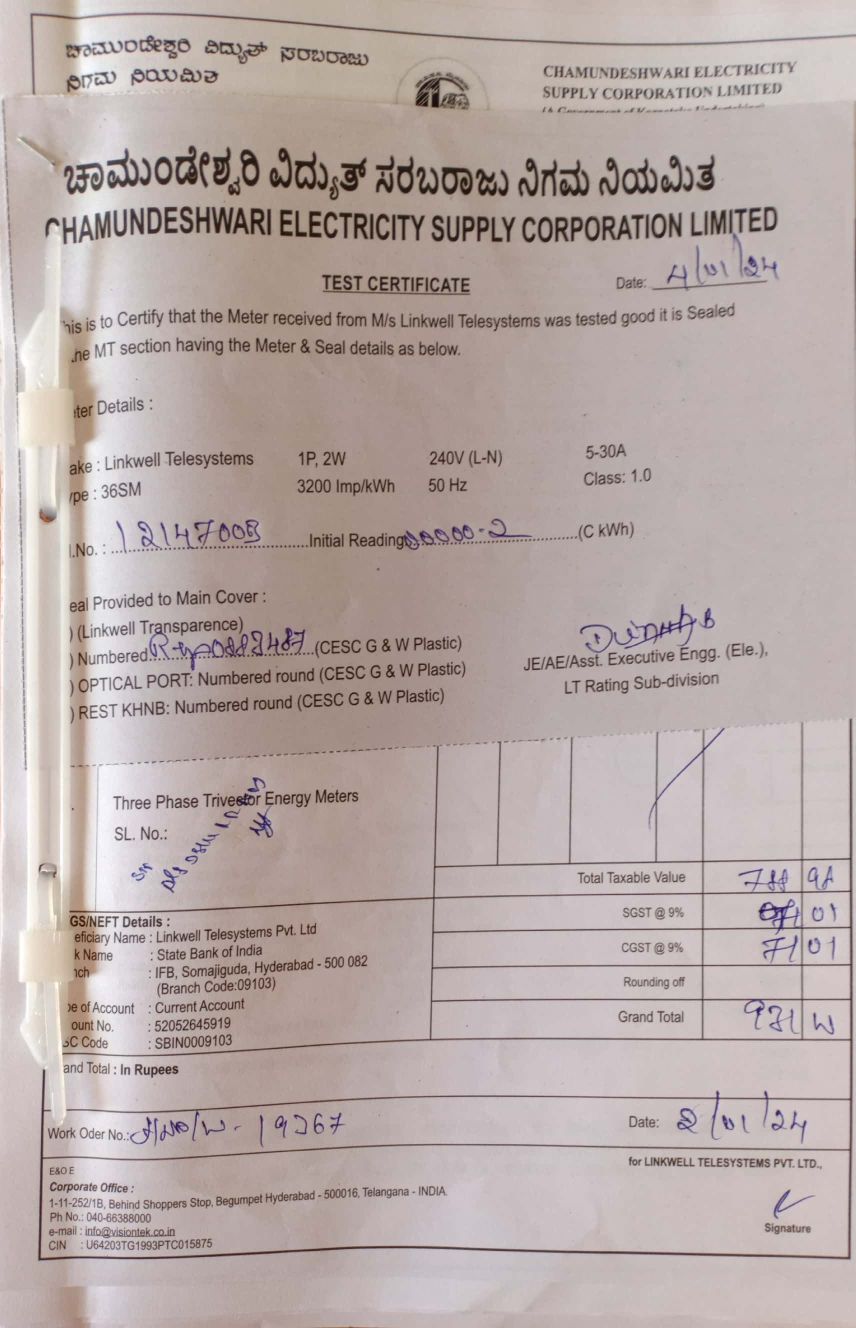 ಚಾಮುಂಡೇಶ್ವರಿ ವಿದ್ಯುತ್ ಸರಬರಾಜು
ನಿಗಮ ನಿಯಮಿತ
CHAMUNDESHWARI ELECTRICITY
SUPPLY CORPORATION LIMITED
ಚಾಮುಂಡೇಶ್ವರಿ ವಿದ್ಯುತ್ ಸರಬರಾಜು ನಿಗಮ ನಿಯಮಿತ
CHAMUNDESHWARI ELECTRICITY SUPPLY CORPORATION LIMITED
TEST CERTIFICATE
Date: 4/01/24
his is to Certify that the Meter received from M/s Linkwell Telesystems was tested good it is Sealed
he MT section having the Meter & Seal details as below.
ter Details :
ake : Linkwell Telesystems 1P, 2W 240V (L-N) 5-30A
pe : 36SM 3200 Imp/kWh 50 Hz Class: 1.0
l.No. : Initial Reading 00000-2 (C kWh)
eal Provided to Main Cover :
) (Linkwell Transparence)
) Numbered (CESC G & W Plastic)
) OPTICAL PORT: Numbered round (CESC G & W Plastic)
) REST KHNB: Numbered round (CESC G & W Plastic)
JE/AE/Asst. Executive Engg. (Ele.),
LT Rating Sub-division
Three Phase Trivector Energy Meters
SL. No.:
Total Taxable Value
SGST @ 9% 01
CGST @ 9% 71 01
Rounding off
Grand Total 931
GS/NEFT Details :
eficiary Name : Linkwell Telesystems Pvt. Ltd
k Name : State Bank of India
nch : IFB, Somajiguda, Hyderabad - 500 082
(Branch Code:09103)
e of Account : Current Account
ount No. : 52052645919
SC Code : SBIN0009103
and Total : In Rupees
Work Oder No.: 19367
Date: 2/01/24
E&O E
for LINKWELL TELESYSTEMS PVT. LTD.,
Corporate Office :
1-11-252/1B, Behind Shoppers Stop, Begumpet Hyderabad - 500016, Telangana - INDIA.
Ph No.: 040-66388000
e-mail : info@visiontek.co.in
CIN : U64203TG1993PTC015875
Signature